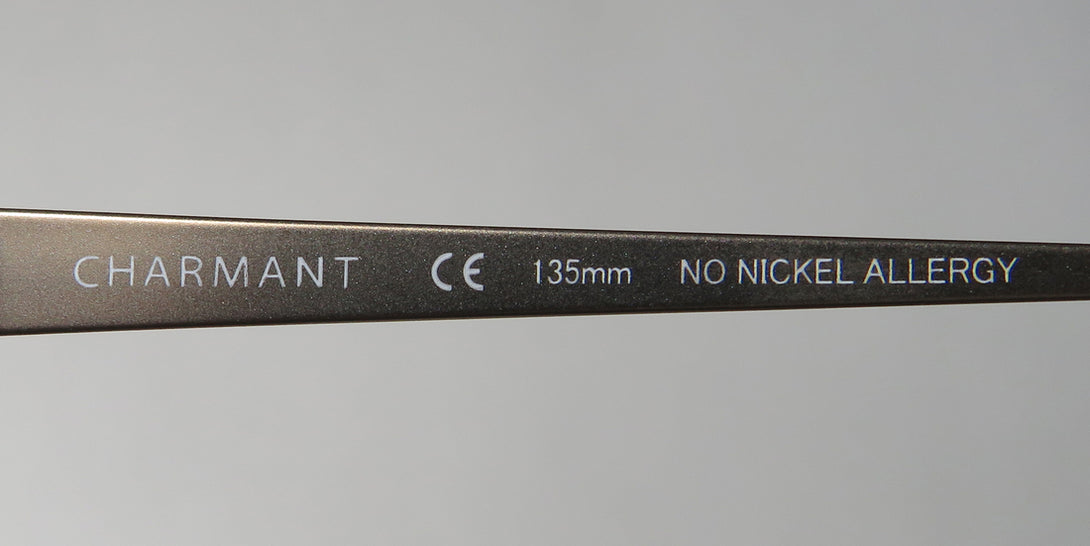 CHARMANT CE 135mm NO NICKEL ALLERGY